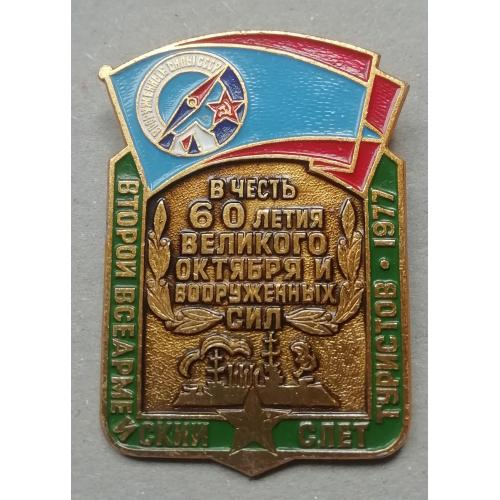 ВООРУЖЕННЫЕ СИЛЫ СССР
В ЧЕСТЬ
60 ЛЕТИЯ
ВЕЛИКОГО
ОКТЯБРЯ И
ВООРУЖЕННЫХ
СИЛ
ВТОРОЙ ВСЕАРМЕЙСКИЙ СЛЕТ ТУРИСТОВ • 1977